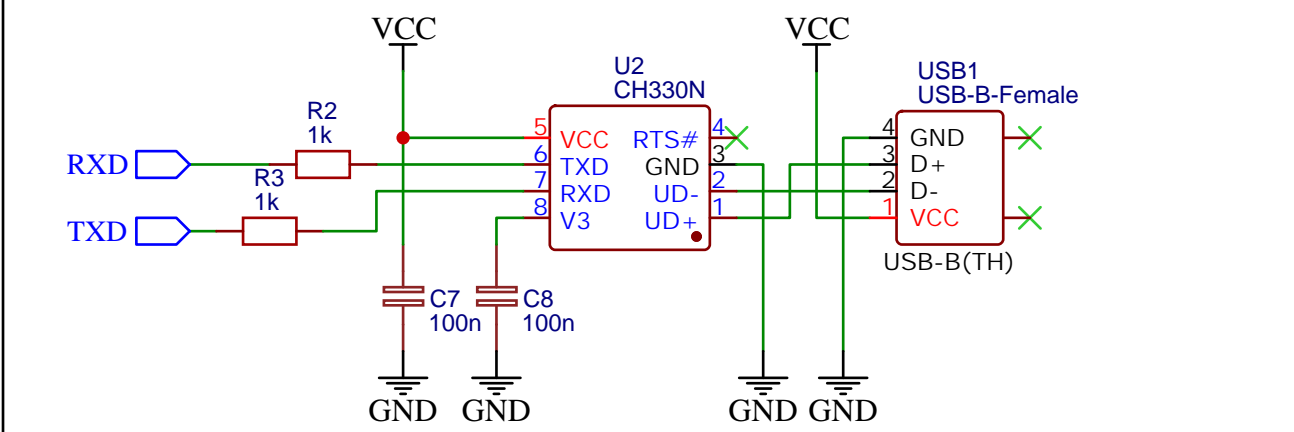 VCC
VCC
U2
CH330N
USB1
USB-B-Female
R2
1k
5
VCC
RTS#
4
4
GND
RXD
6
TXD
GND
3
3
D+
R3
1k
7
RXD
UD-
2
2
D-
TXD
8
V3
UD+
1
1
VCC
USB-B(TH)
C7
100n
C8
100n
GND
GND
GND
GND